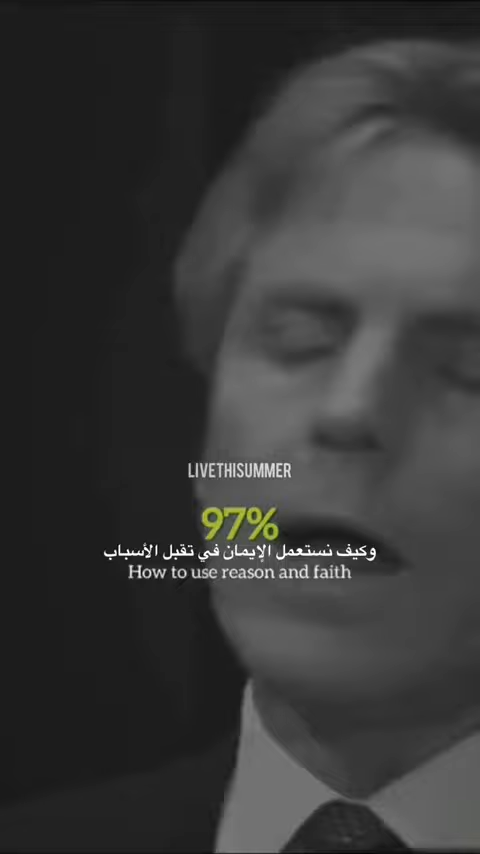 LIVETHISUMMER
97%
وكيف نستعمل الإيمان في تقبل الأسباب
How to use reason and faith